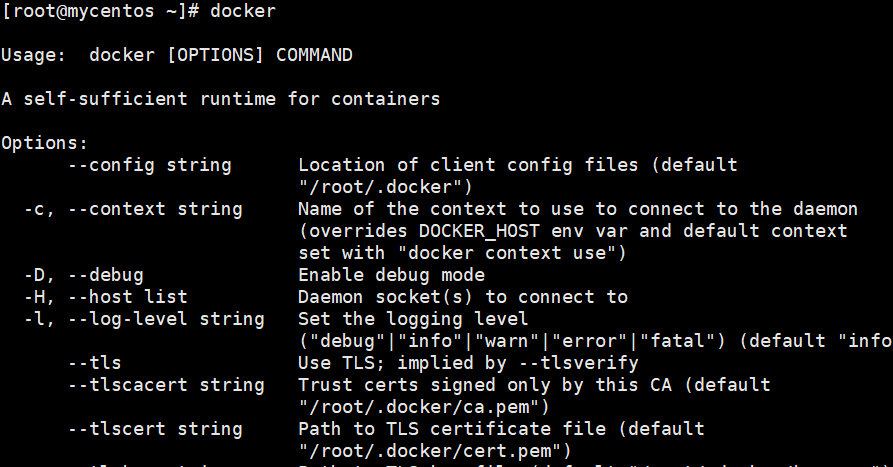 [root@mycentos ~]# docker
Usage:  docker [OPTIONS] COMMAND
A self-sufficient runtime for containers
Options:
      --config string      Location of client config files (default
                           "/root/.docker")
  -c, --context string     Name of the context to use to connect to the daemon
                           (overrides DOCKER_HOST env var and default context
                           set with "docker context use")
  -D, --debug              Enable debug mode
  -H, --host list          Daemon socket(s) to connect to
  -l, --log-level string   Set the logging level
                           ("debug"|"info"|"warn"|"error"|"fatal") (default "info
      --tls                Use TLS; implied by --tlsverify
      --tlscacert string   Trust certs signed only by this CA (default
                           "/root/.docker/ca.pem")
      --tlscert string     Path to TLS certificate file (default
                           "/root/.docker/cert.pem")